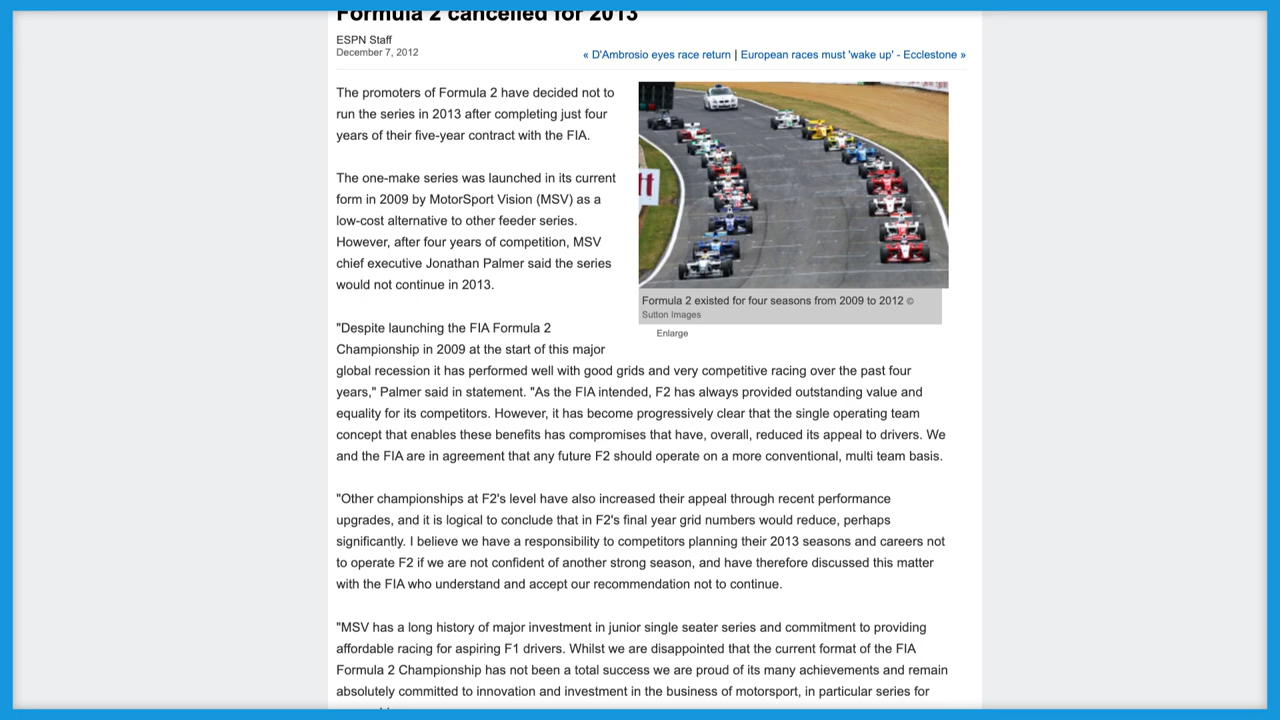 Formula 2 cancelled for 2013
ESPN Staff
December 7, 2012
« D'Ambrosio eyes race return | European races must 'wake up' - Ecclestone »
The promoters of Formula 2 have decided not to
run the series in 2013 after completing just four
years of their five-year contract with the FIA.
The one-make series was launched in its current
form in 2009 by MotorSport Vision (MSV) as a
low-cost alternative to other feeder series.
However, after four years of competition, MSV
chief executive Jonathan Palmer said the series
would not continue in 2013.
Formula 2 existed for four seasons from 2009 to 2012 ©
Sutton Images
Enlarge
"Despite launching the FIA Formula 2
Championship in 2009 at the start of this major
global recession it has performed well with good grids and very competitive racing over the past four
years," Palmer said in statement. "As the FIA intended, F2 has always provided outstanding value and
equality for its competitors. However, it has become progressively clear that the single operating team
concept that enables these benefits has compromises that have, overall, reduced its appeal to drivers. We
and the FIA are in agreement that any future F2 should operate on a more conventional, multi team basis.
"Other championships at F2's level have also increased their appeal through recent performance
upgrades, and it is logical to conclude that in F2's final year grid numbers would reduce, perhaps
significantly. I believe we have a responsibility to competitors planning their 2013 seasons and careers not
to operate F2 if we are not confident of another strong season, and have therefore discussed this matter
with the FIA who understand and accept our recommendation not to continue.
"MSV has a long history of major investment in junior single seater series and commitment to providing
affordable racing for aspiring F1 drivers. Whilst we are disappointed that the current format of the FIA
Formula 2 Championship has not been a total success we are proud of its many achievements and remain
absolutely committed to innovation and investment in the business of motorsport, in particular series for